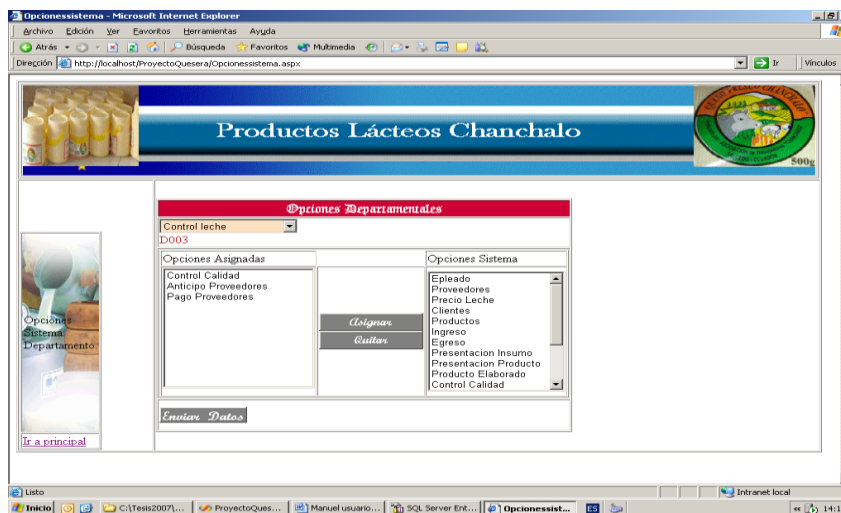 Opcionessistema - Microsoft Internet Explorer
Archivo Edición Ver Favoritos Herramientas Ayuda
Atrás Búsqueda Favoritos Multimedia
Dirección http://localhost/ProyectoQuesera/Opcionessistema.aspx Ir Vínculos
Productos Lácteos Chanchalo
500g
Opciones Departamentales
Control leche
D003
Opciones Asignadas
Control Calidad
Anticipo Proveedores
Pago Proveedores
Asignar
Quitar
Opciones Sistema
Epleado
Proveedores
Precio Leche
Clientes
Productos
Ingreso
Egreso
Presentacion Insumo
Presentacion Producto
Producto Elaborado
Control Calidad
Enviar Datos
Opciones
Sistema
Departamento
Ir a principal
Listo Intranet local
Inicio C:\Tesis2007\... ProyectoQues... Manuel usuario... SQL Server Ent... Opcionessist... ES 14:1